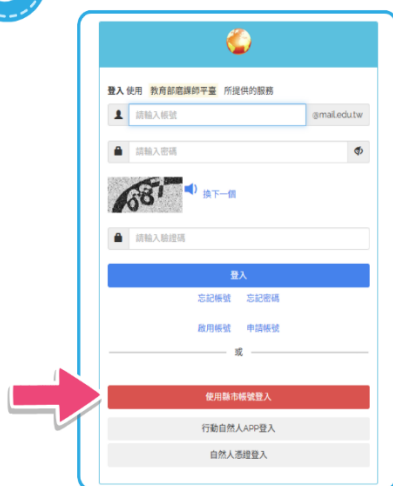 登入 使用 教育部磨課師平臺 所提供的服務
請輸入帳號 @mail.edu.tw
請輸入密碼
換下一個
請輸入驗證碼
登入
忘記帳號 忘記密碼
啟用帳號 申請帳號
或
使用縣市帳號登入
行動自然人APP登入
自然人憑證登入